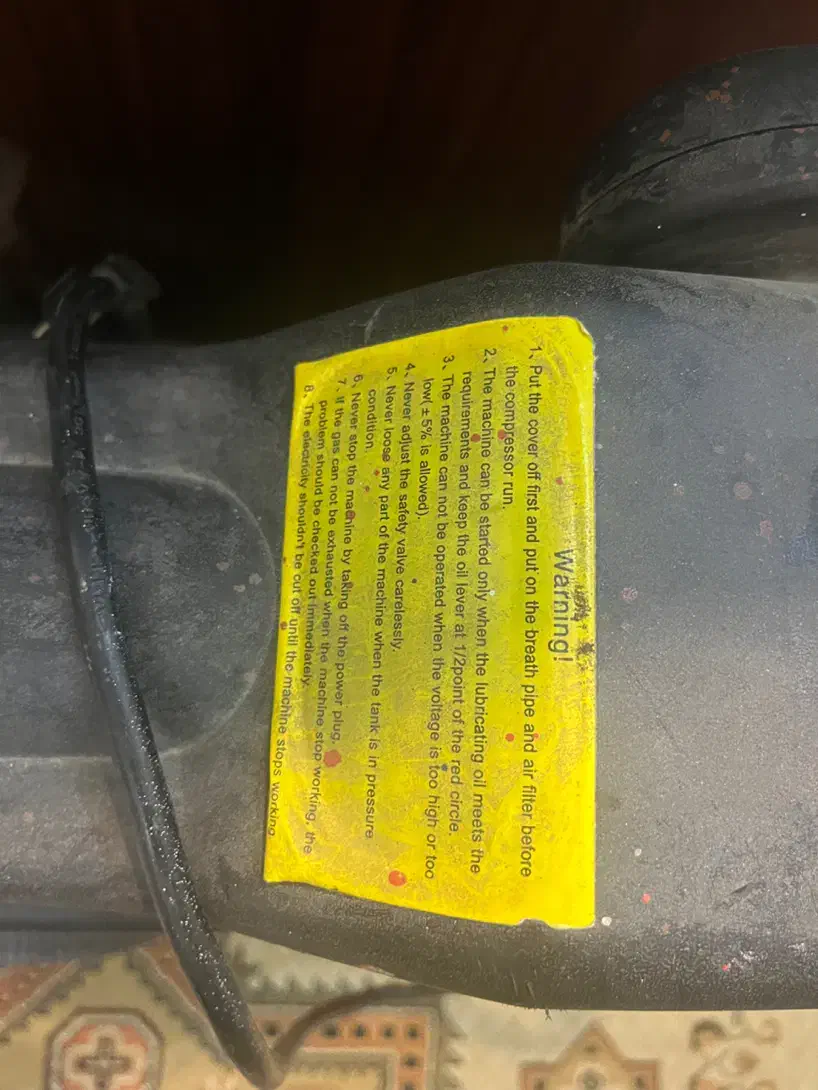 Warning!
1、Put the cover off first and put on the breath pipe and air filter before
the compressor run.
2、The machine can be started only when the lubricating oil meets the
requirements and keep the oil lever at 1/2point of the red circle.
3、The machine can not be operated when the voltage is too high or too
low(±5% is allowed).
4、Never adjust the safety valve carelessly.
5、Never loose any part of the machine when the tank is in pressure
condition.
6、Never stop the machine by taking off the power plug.
7、If the gas can not be exhausted when the machine stop working, the
problem should be checked out immediately.
8、The electricity shouldn't be cut off until the machine stops working